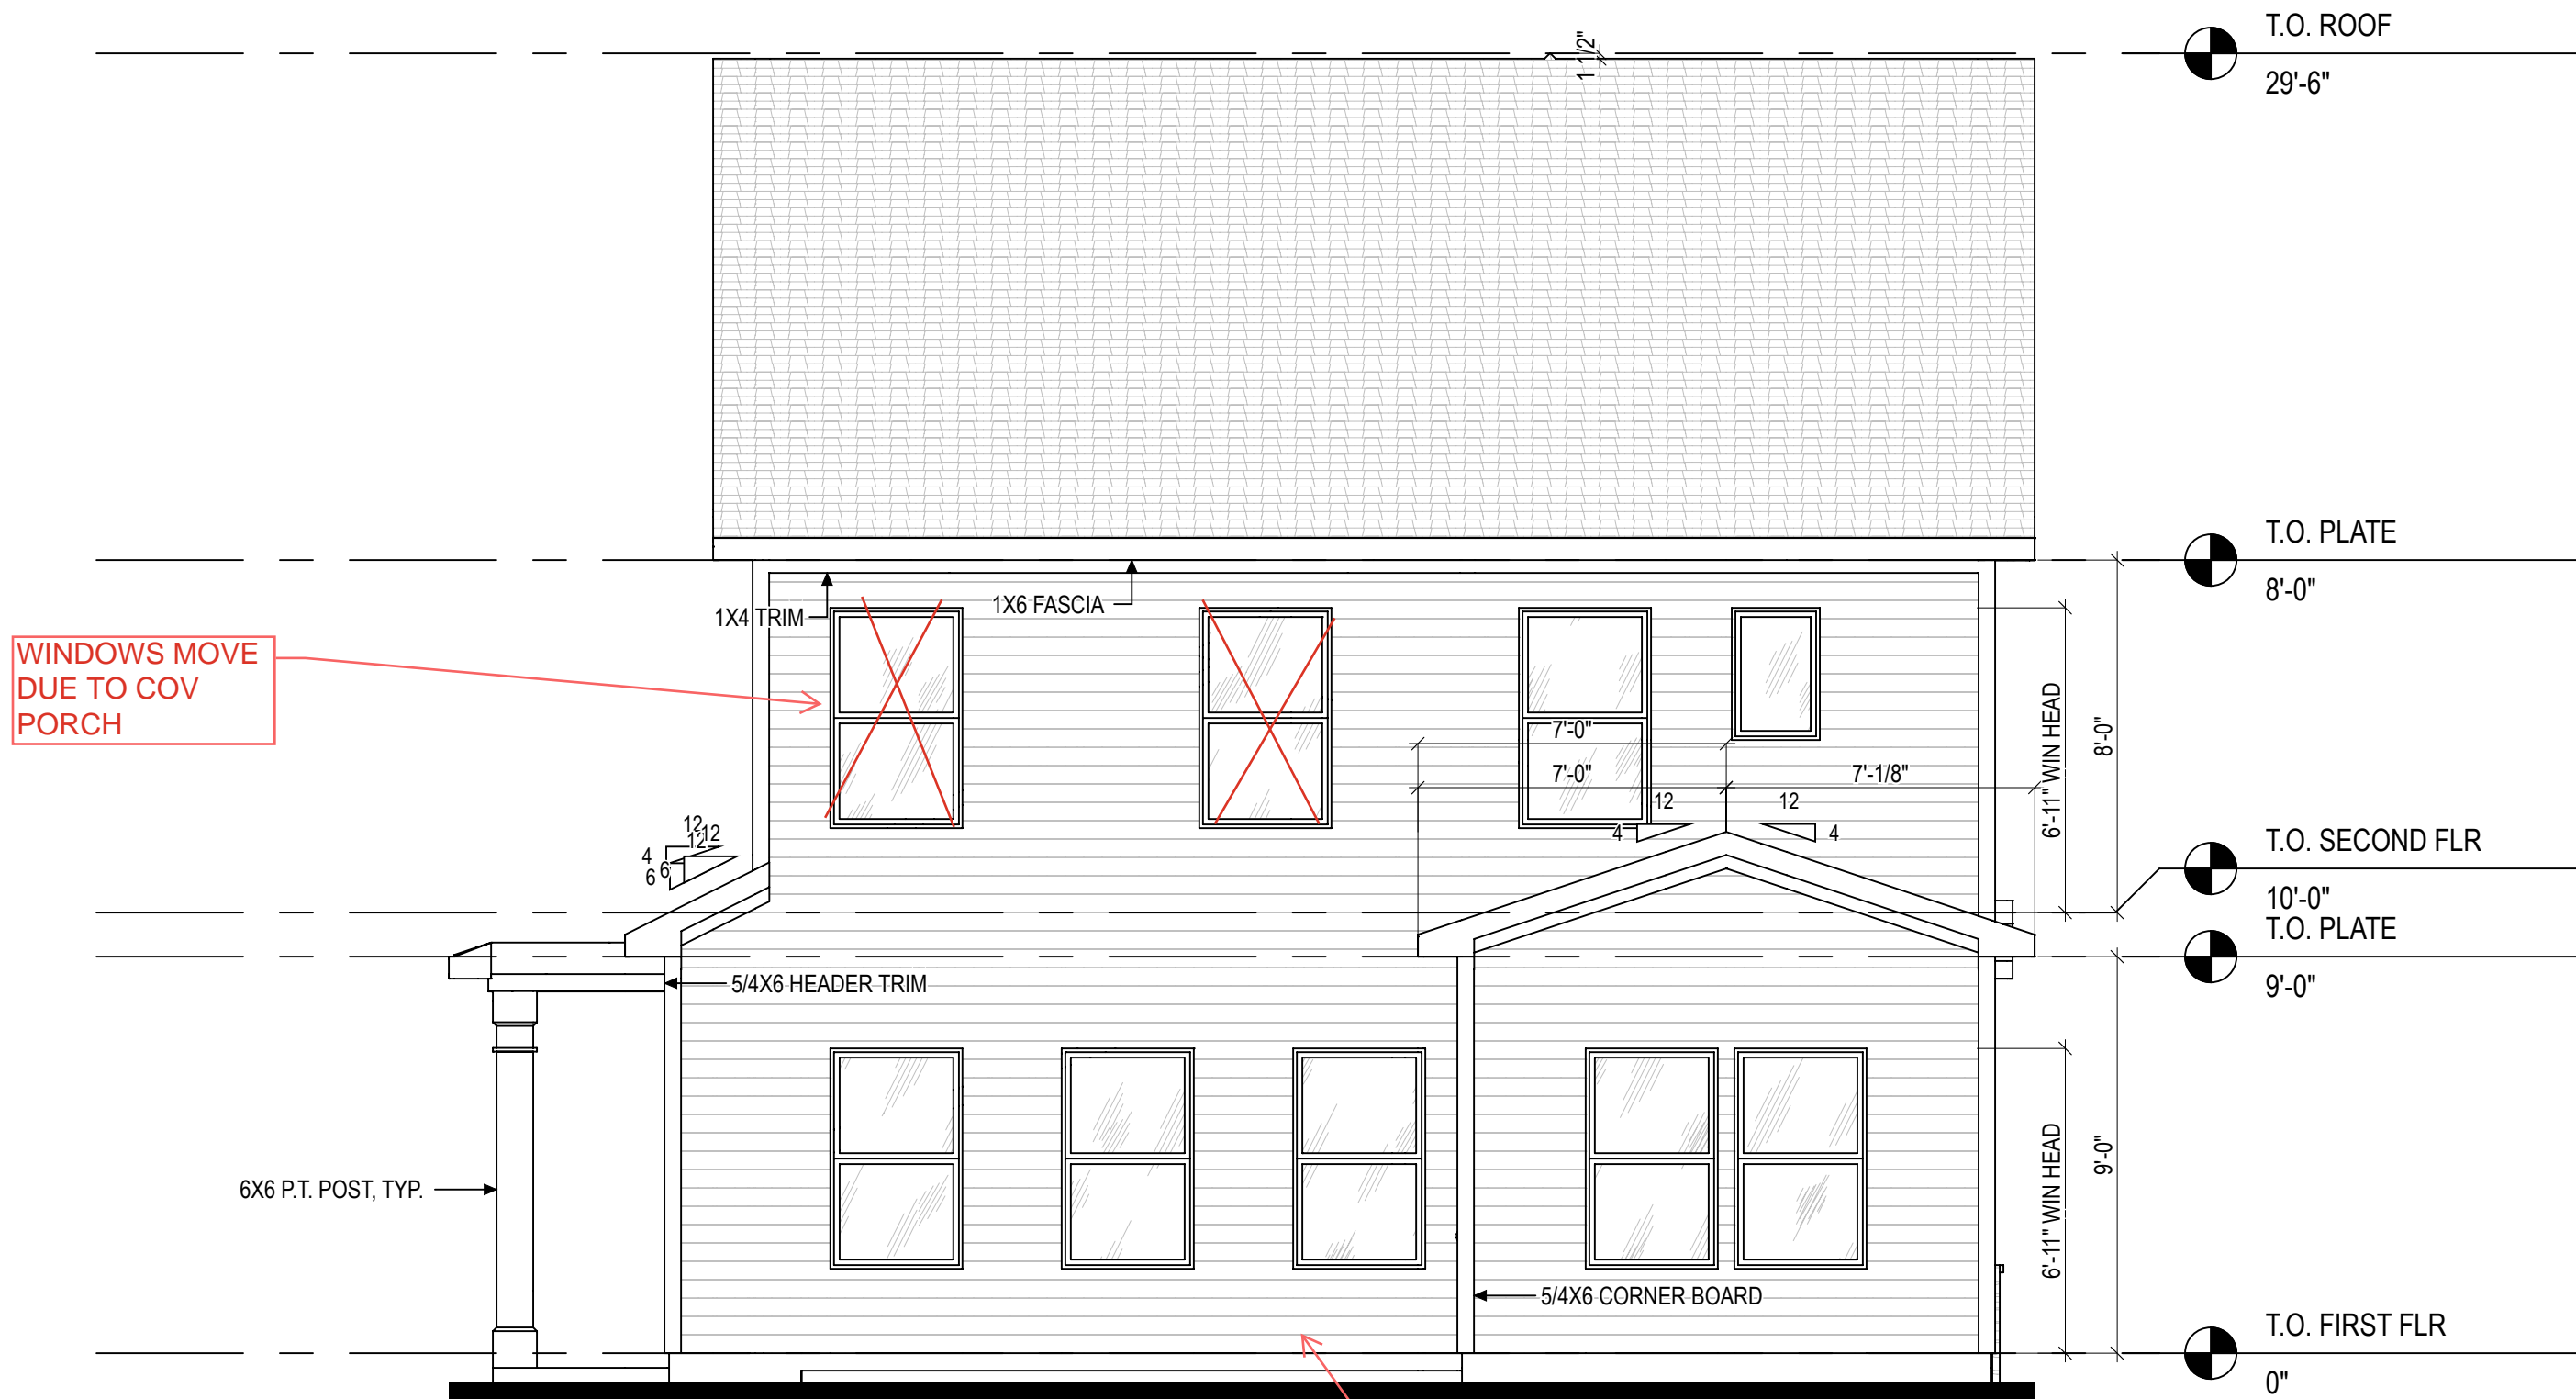 T.O. ROOF
29'-6"
1 1/2"
T.O. PLATE
8'-0"
1X4 TRIM
1X6 FASCIA
WINDOWS MOVE
DUE TO COV
PORCH
6'-11" WIN HEAD
8'-0"
7'-0"
7'-0"
7'-1/8"
12
12
4
4
12
12
12
4
6
6
T.O. SECOND FLR
10'-0"
T.O. PLATE
9'-0"
5/4X6 HEADER TRIM
6X6 P.T. POST, TYP.
6'-11" WIN HEAD
9'-0"
5/4X6 CORNER BOARD
T.O. FIRST FLR
0"